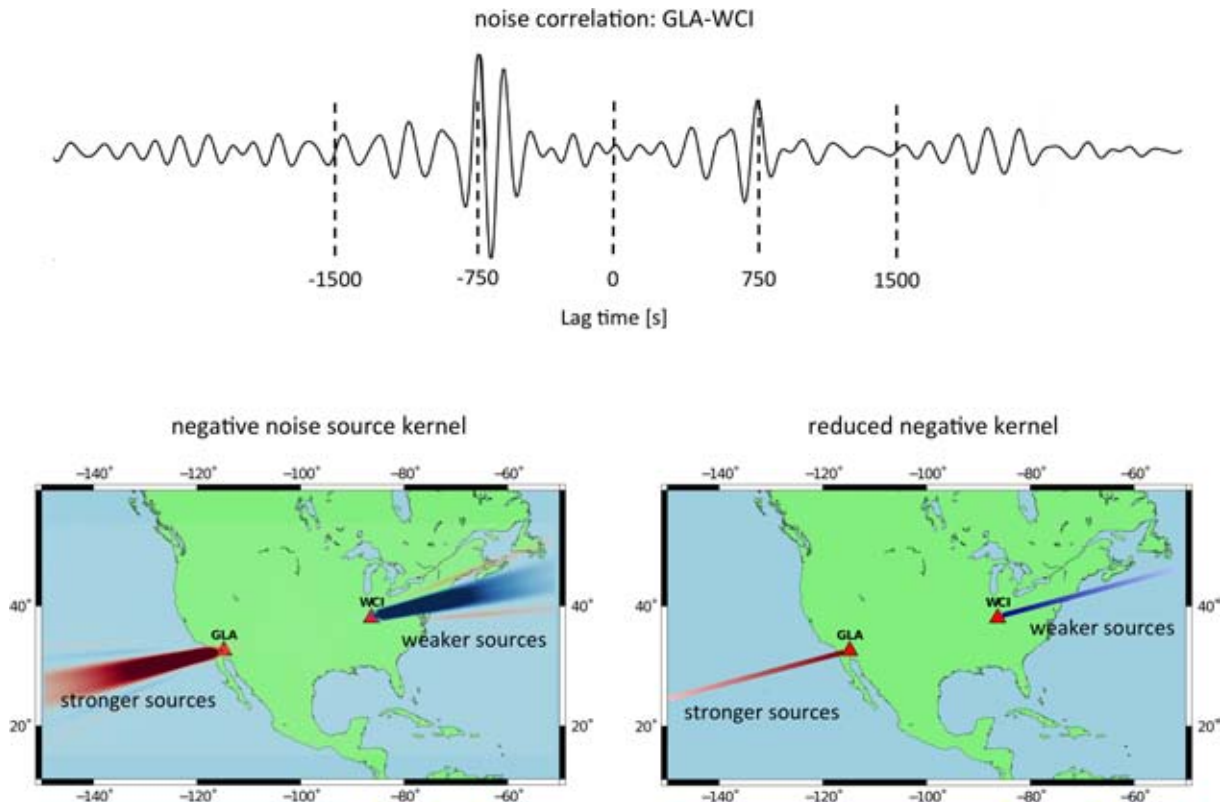 noise correlation: GLA-WCI
-1500 -750 0 750 1500
Lag time [s]
negative noise source kernel
−140° −120° −100° −80° −60°
40° 40°
20° 20°
WCI
weaker sources
GLA
stronger sources
−140° −120° −100° −80° −60°
reduced negative kernel
−140° −120° −100° −80° −60°
40° 40°
20° 20°
WCI
weaker sources
GLA
stronger sources
−140° −120° −100° −80° −60°